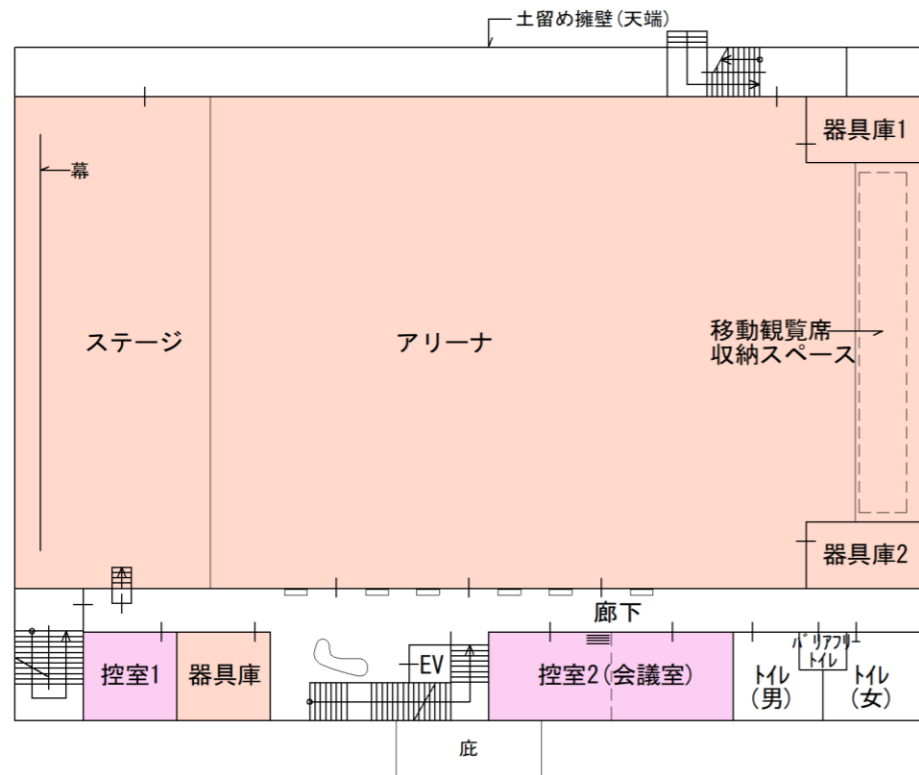 土留め擁壁(天端)
器具庫1
幕
ステージ
アリーナ
移動観覧席
収納スペース
器具庫2
廊下
控室1
器具庫
EV
控室2(会議室)
トイレ
(男)
バリアフリー
トイレ
トイレ
(女)
庇